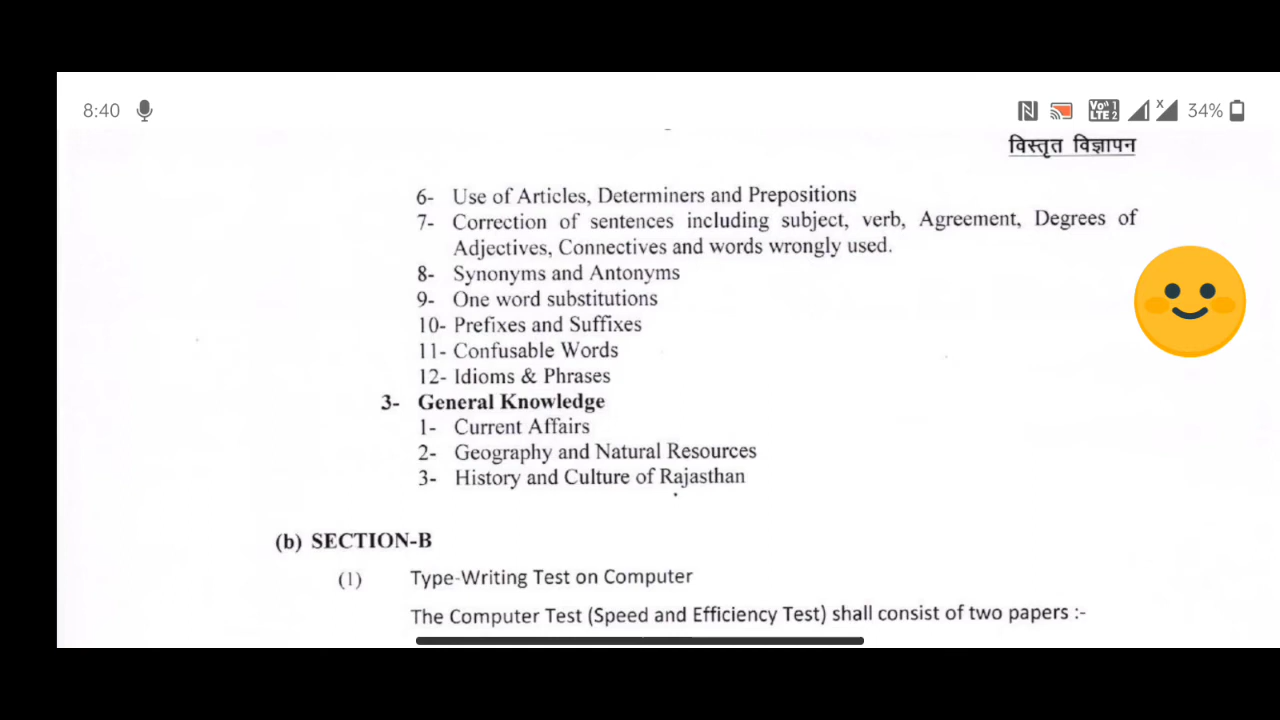 8:40
Vo 1
LTE 2
x
34%
विस्तृत विज्ञापन
6- Use of Articles, Determiners and Prepositions
7- Correction of sentences including subject, verb, Agreement, Degrees of
Adjectives, Connectives and words wrongly used.
8- Synonyms and Antonyms
9- One word substitutions
10- Prefixes and Suffixes
11- Confusable Words
12- Idioms & Phrases
3- General Knowledge
1- Current Affairs
2- Geography and Natural Resources
3- History and Culture of Rajasthan
(b) SECTION-B
(1) Type-Writing Test on Computer
The Computer Test (Speed and Efficiency Test) shall consist of two papers :-